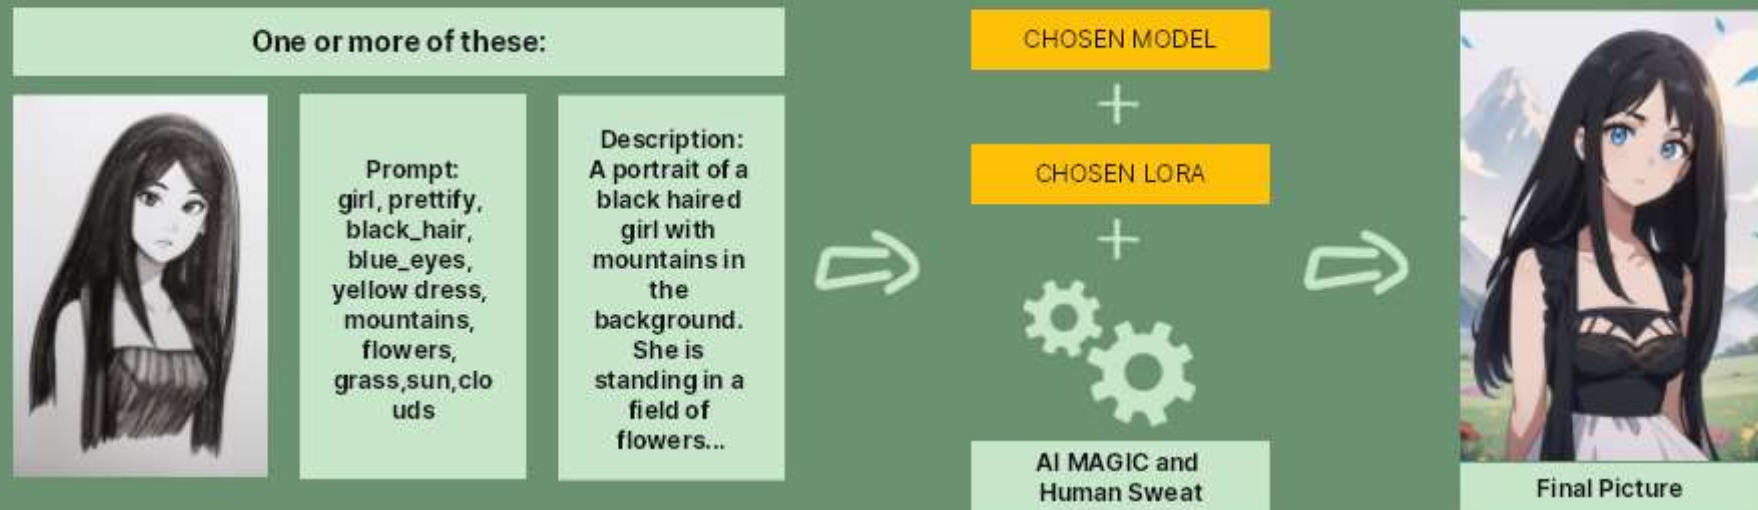 One or more of these:
Prompt:
girl, prettify,
black_hair,
blue_eyes,
yellow dress,
mountains,
flowers,
grass,sun,clo
uds
Description:
A portrait of a
black haired
girl with
mountains in
the
background.
She is
standing in a
field of
flowers...
CHOSEN MODEL
+
CHOSEN LORA
+
AI MAGIC and
Human Sweat
Final Picture